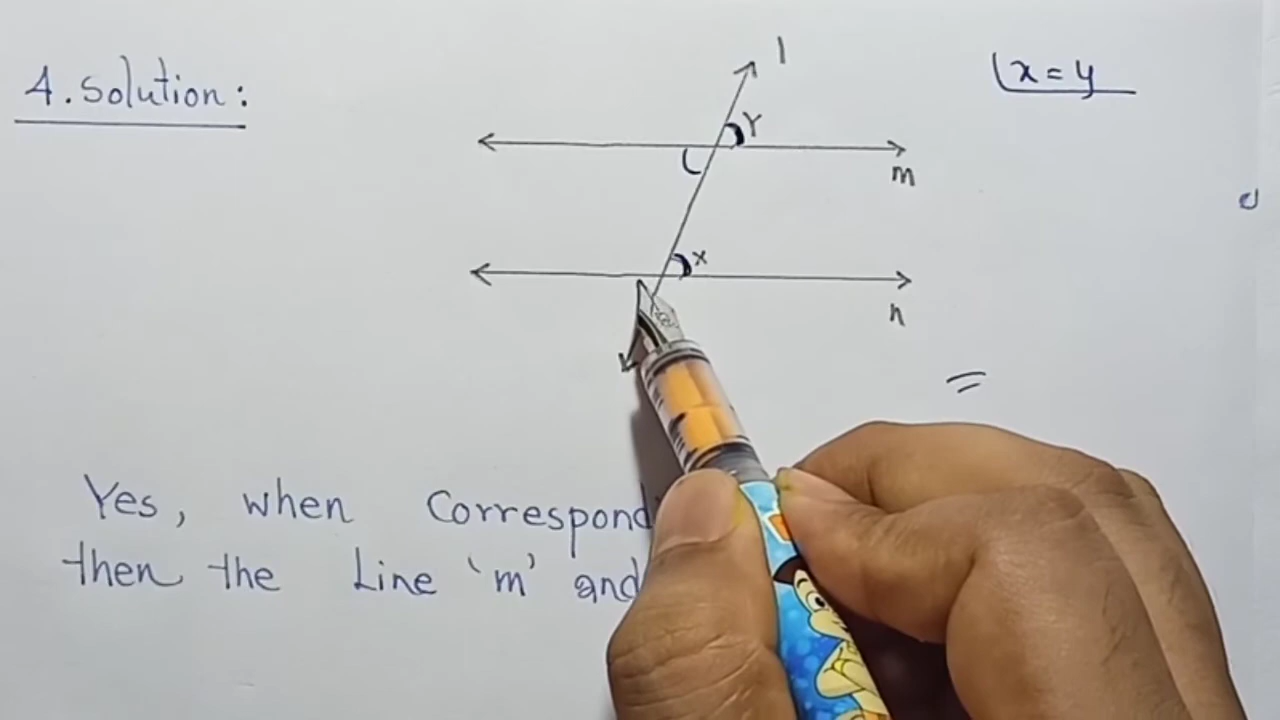 4. Solution:
l
x = y
Y
m
x
n
Yes, when Correspond
then the Line 'm' and